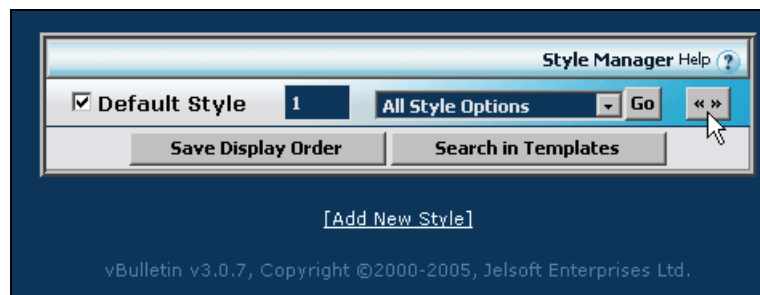 Style Manager Help ?
Default Style 1 All Style Options Go « »
Save Display Order Search in Templates
[Add New Style]
vBulletin v3.0.7, Copyright ©2000-2005, Jelsoft Enterprises Ltd.